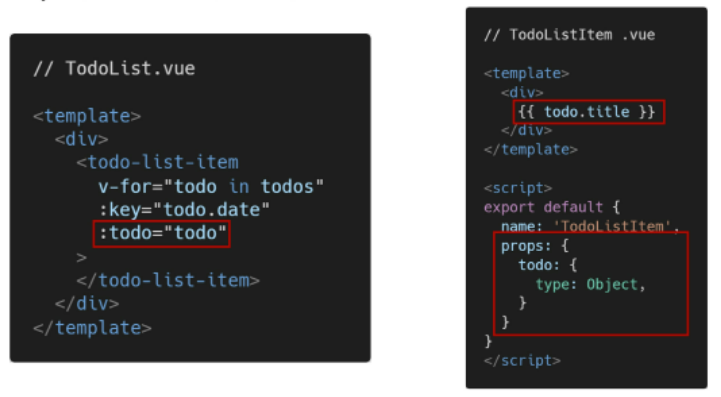 // TodoList.vue
<template>
  <div>
    <todo-list-item
      v-for="todo in todos"
      :key="todo.date"
      :todo="todo"
    >
    </todo-list-item>
  </div>
</template>
// TodoListItem .vue
<template>
  <div>
    {{ todo.title }}
  </div>
</template>
<script>
export default {
  name: 'TodoListItem',
  props: {
    todo: {
      type: Object,
    }
  }
}
</script>